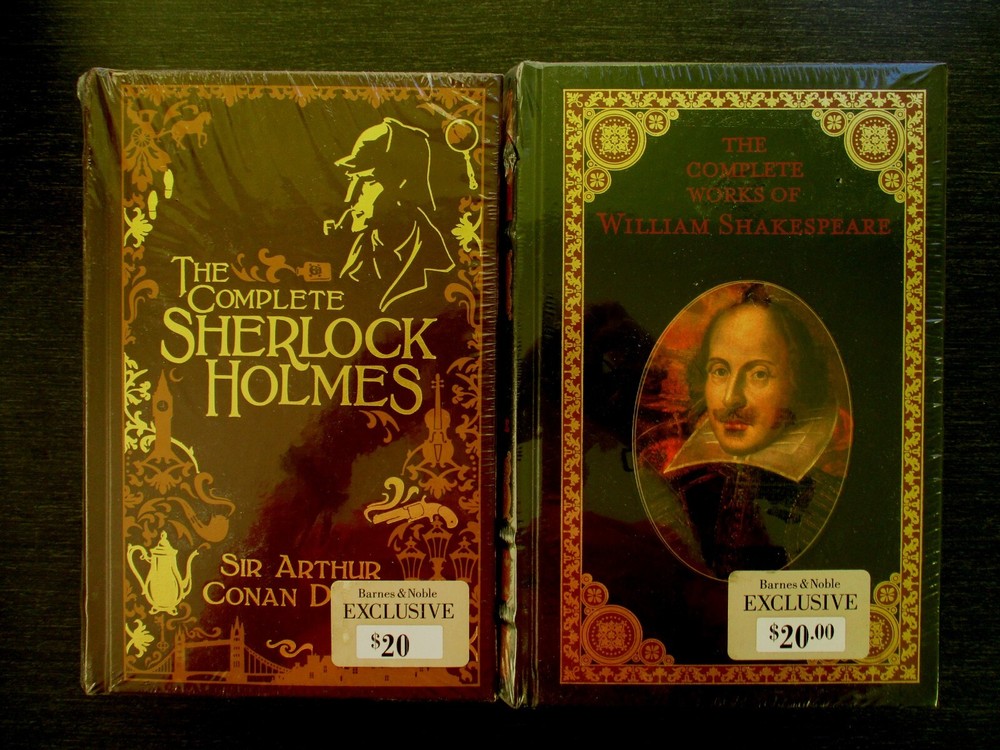 THE
COMPLETE
SHERLOCK
HOLMES
SIR ARTHUR
CONAN D
Barnes & Noble
EXCLUSIVE
$20
THE
COMPLETE
WORKS OF
WILLIAM SHAKESPEARE
Barnes & Noble
EXCLUSIVE
$20.00